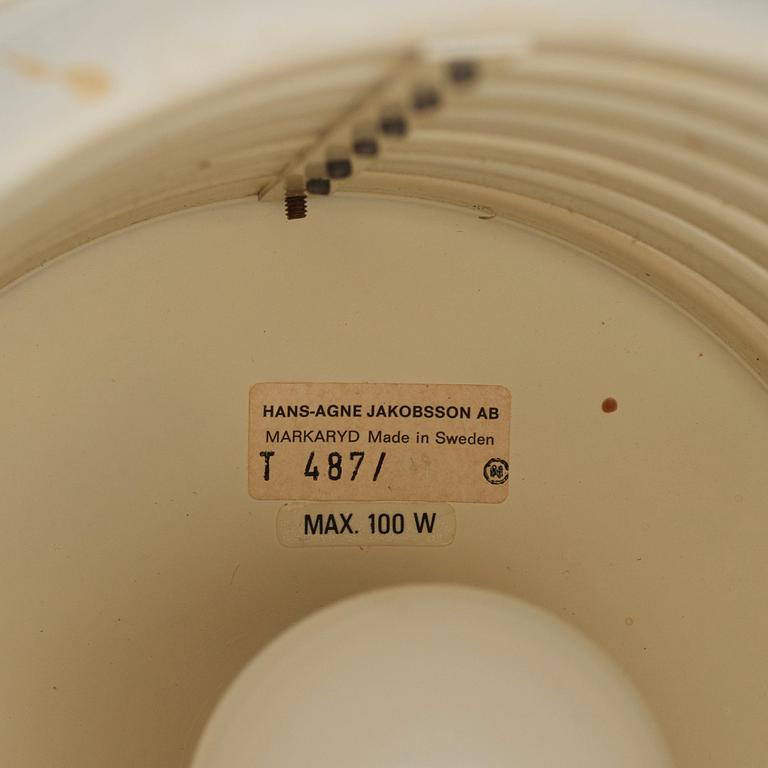 HANS-AGNE JAKOBSSON AB
MARKARYD Made in Sweden
T 487/
MAX. 100 W